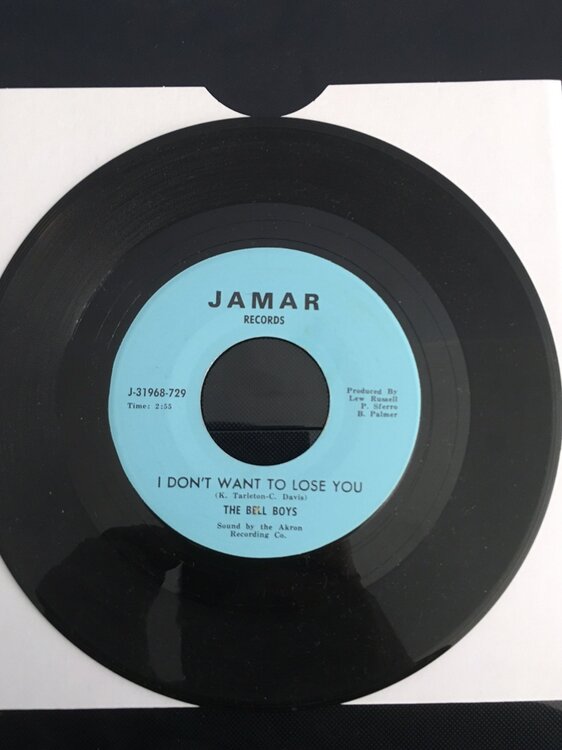 JAMAR
RECORDS
J-31968-729
Time: 2:55
Produced By
Lew Russell
P. Sferro
B. Palmer
I DON'T WANT TO LOSE YOU
(K. Tarleton-C. Davis)
THE BELL BOYS
Sound by the Akron
Recording Co.